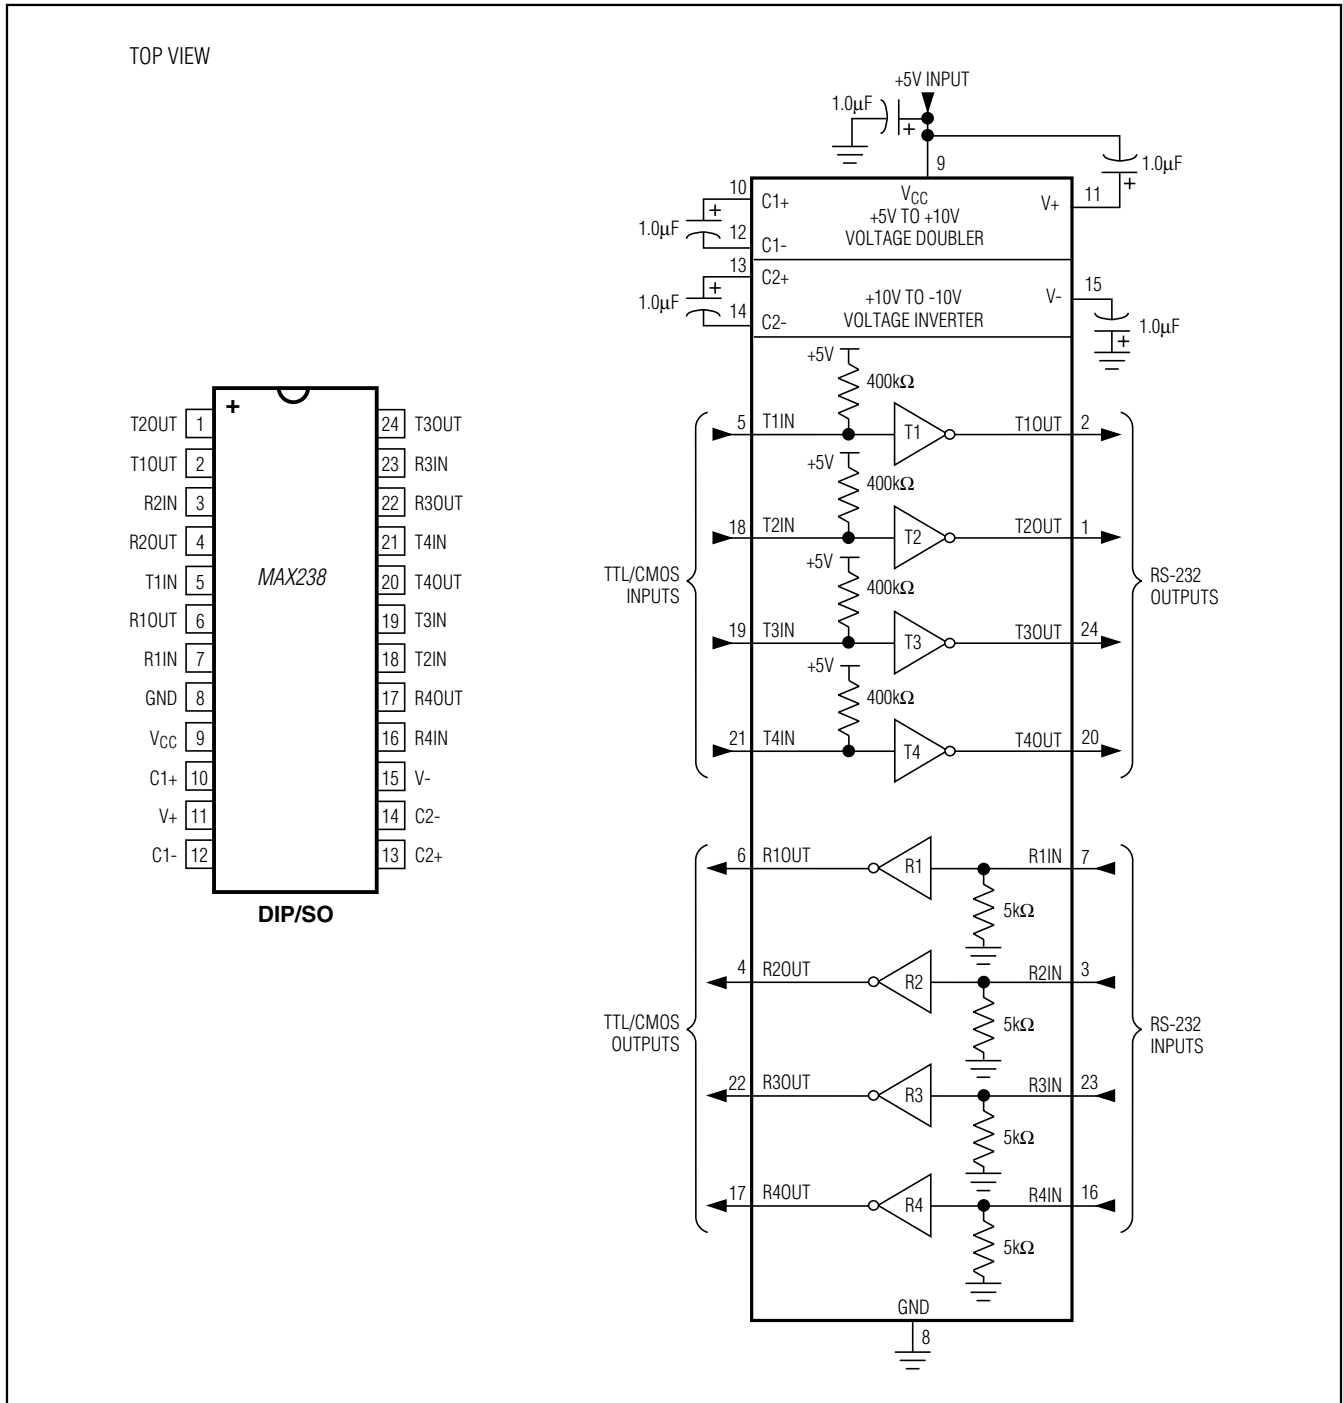 TOP VIEW
+
MAX238
T2OUT 1
T1OUT 2
R2IN 3
R2OUT 4
T1IN 5
R1OUT 6
R1IN 7
GND 8
VCC 9
C1+ 10
V+ 11
C1- 12
24 T3OUT
23 R3IN
22 R3OUT
21 T4IN
20 T4OUT
19 T3IN
18 T2IN
17 R4OUT
16 R4IN
15 V-
14 C2-
13 C2+
DIP/SO
+5V INPUT
1.0µF
+
9
1.0µF
+
10 C1+
1.0µF
+
12 C1-
VCC
+5V TO +10V
VOLTAGE DOUBLER
V+ 11
13 C2+
1.0µF
+
14 C2-
+10V TO -10V
VOLTAGE INVERTER
V- 15
1.0µF
+
+5V
400kΩ
5 T1IN T1 T1OUT 2
+5V
400kΩ
18 T2IN T2 T2OUT 1
+5V
400kΩ
19 T3IN T3 T3OUT 24
+5V
400kΩ
21 T4IN T4 T4OUT 20
TTL/CMOS
INPUTS
RS-232
OUTPUTS
6 R1OUT R1 R1IN 7
5kΩ
4 R2OUT R2 R2IN 3
5kΩ
22 R3OUT R3 R3IN 23
5kΩ
17 R4OUT R4 R4IN 16
5kΩ
TTL/CMOS
OUTPUTS
RS-232
INPUTS
GND
8